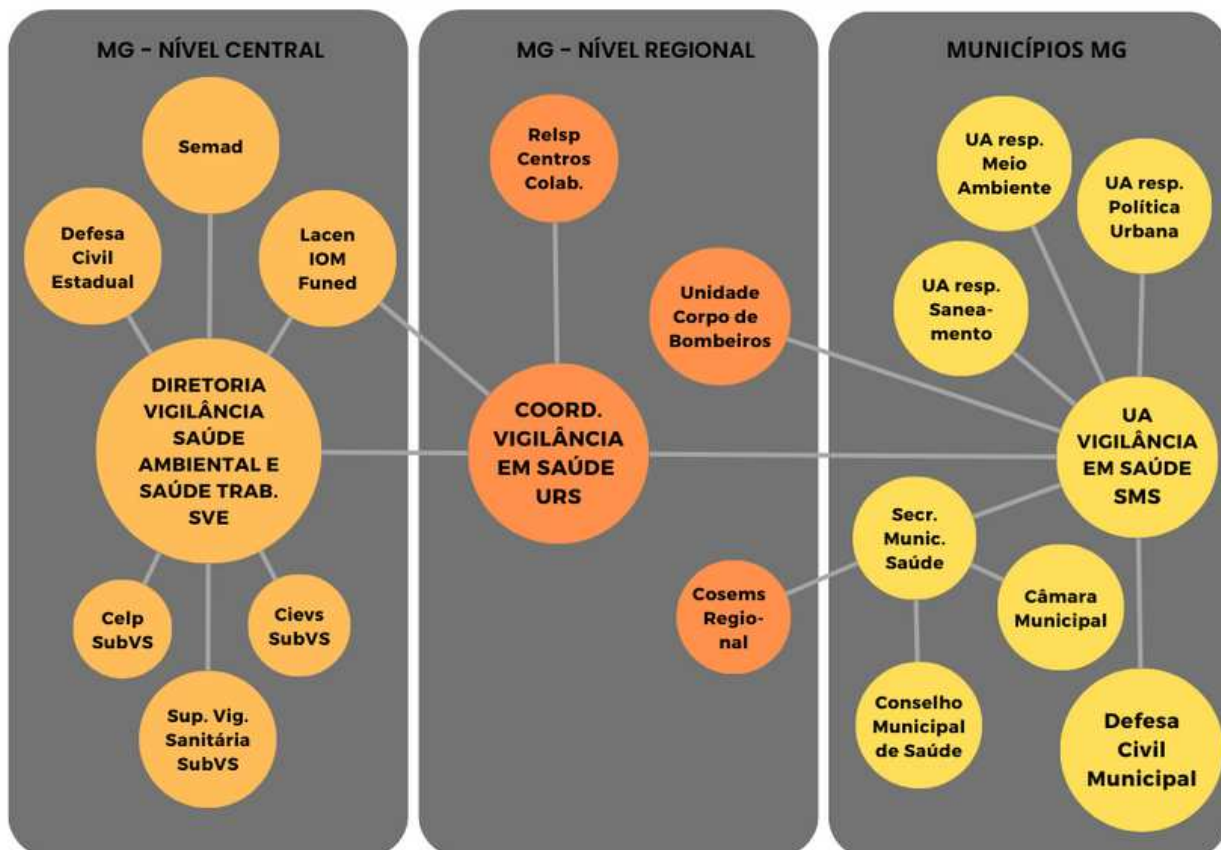 MG - NÍVEL CENTRAL
Semad
Defesa
Civil
Estadual
Lacen
IOM
Funed
DIRETORIA
VIGILÂNCIA
SAÚDE
AMBIENTAL E
SAÚDE TRAB.
SVE
Celp
SubVS
Cievs
SubVS
Sup. Vig.
Sanitária
SubVS
MG - NÍVEL REGIONAL
Relsp
Centros
Colab.
Unidade
Corpo de
Bombeiros
COORD.
VIGILÂNCIA
EM SAÚDE
URS
Cosems
Regio-
nal
MUNICÍPIOS MG
UA resp.
Meio
Ambiente
UA resp.
Política
Urbana
UA resp.
Sanea-
mento
UA
VIGILÂNCIA
EM SAÚDE
SMS
Secr.
Munic.
Saúde
Câmara
Municipal
Conselho
Municipal
de Saúde
Defesa
Civil
Municipal